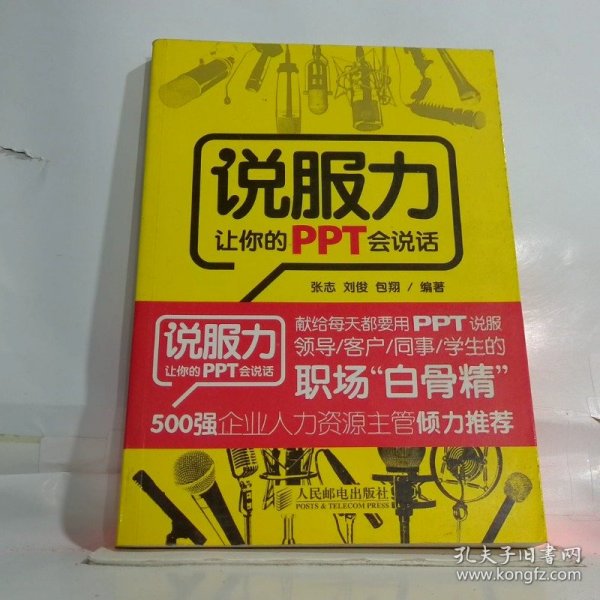 说服力
让你的PPT会说话
张志 刘俊 包翔 / 编著
说服力
让你的PPT会说话
献给每天都要用PPT说服
领导/客户/同事/学生的
职场“白骨精”
500强企业人力资源主管倾力推荐
人民邮电出版社
POSTS & TELECOM PRESS
孔夫子旧书网
www.kongfz.com